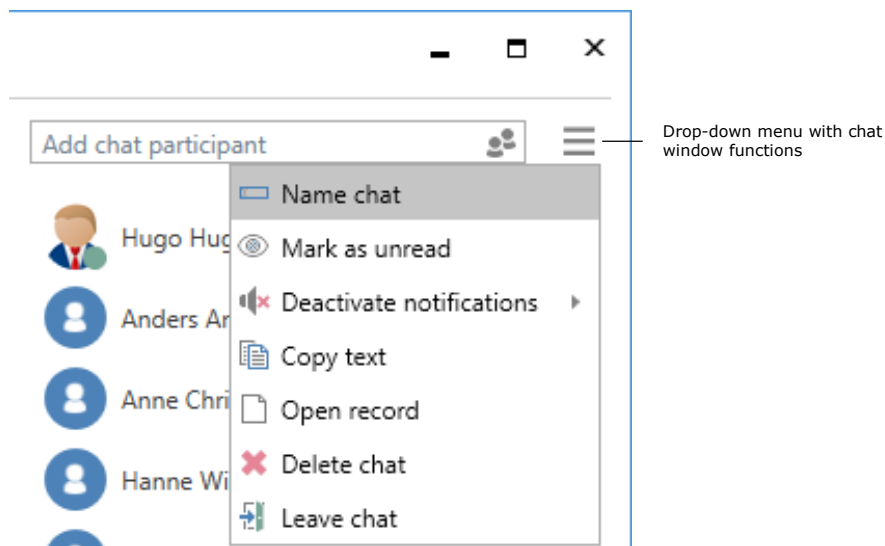 Add chat participant
Drop-down menu with chat
window functions
Name chat
Hugo Hug
Mark as unread
Deactivate notifications
Anders Ar
Copy text
Anne Chri
Open record
Delete chat
Hanne Wi
Leave chat